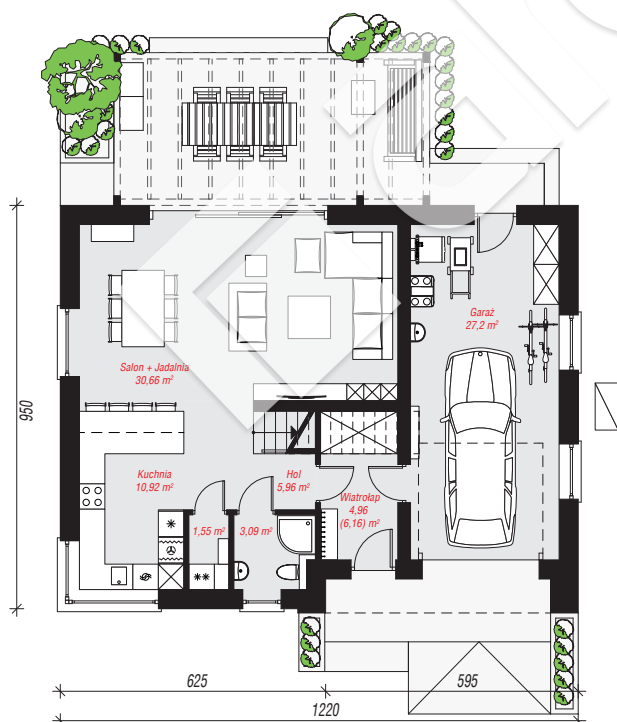 Garaż
27,2 m²
Salon + Jadalnia
30,66 m²
950
Kuchnia
10,92 m²
Hol
5,96 m²
Wiatrołap
4,96
(6,16) m²
1,55 m²
3,09 m²
625
595
1220